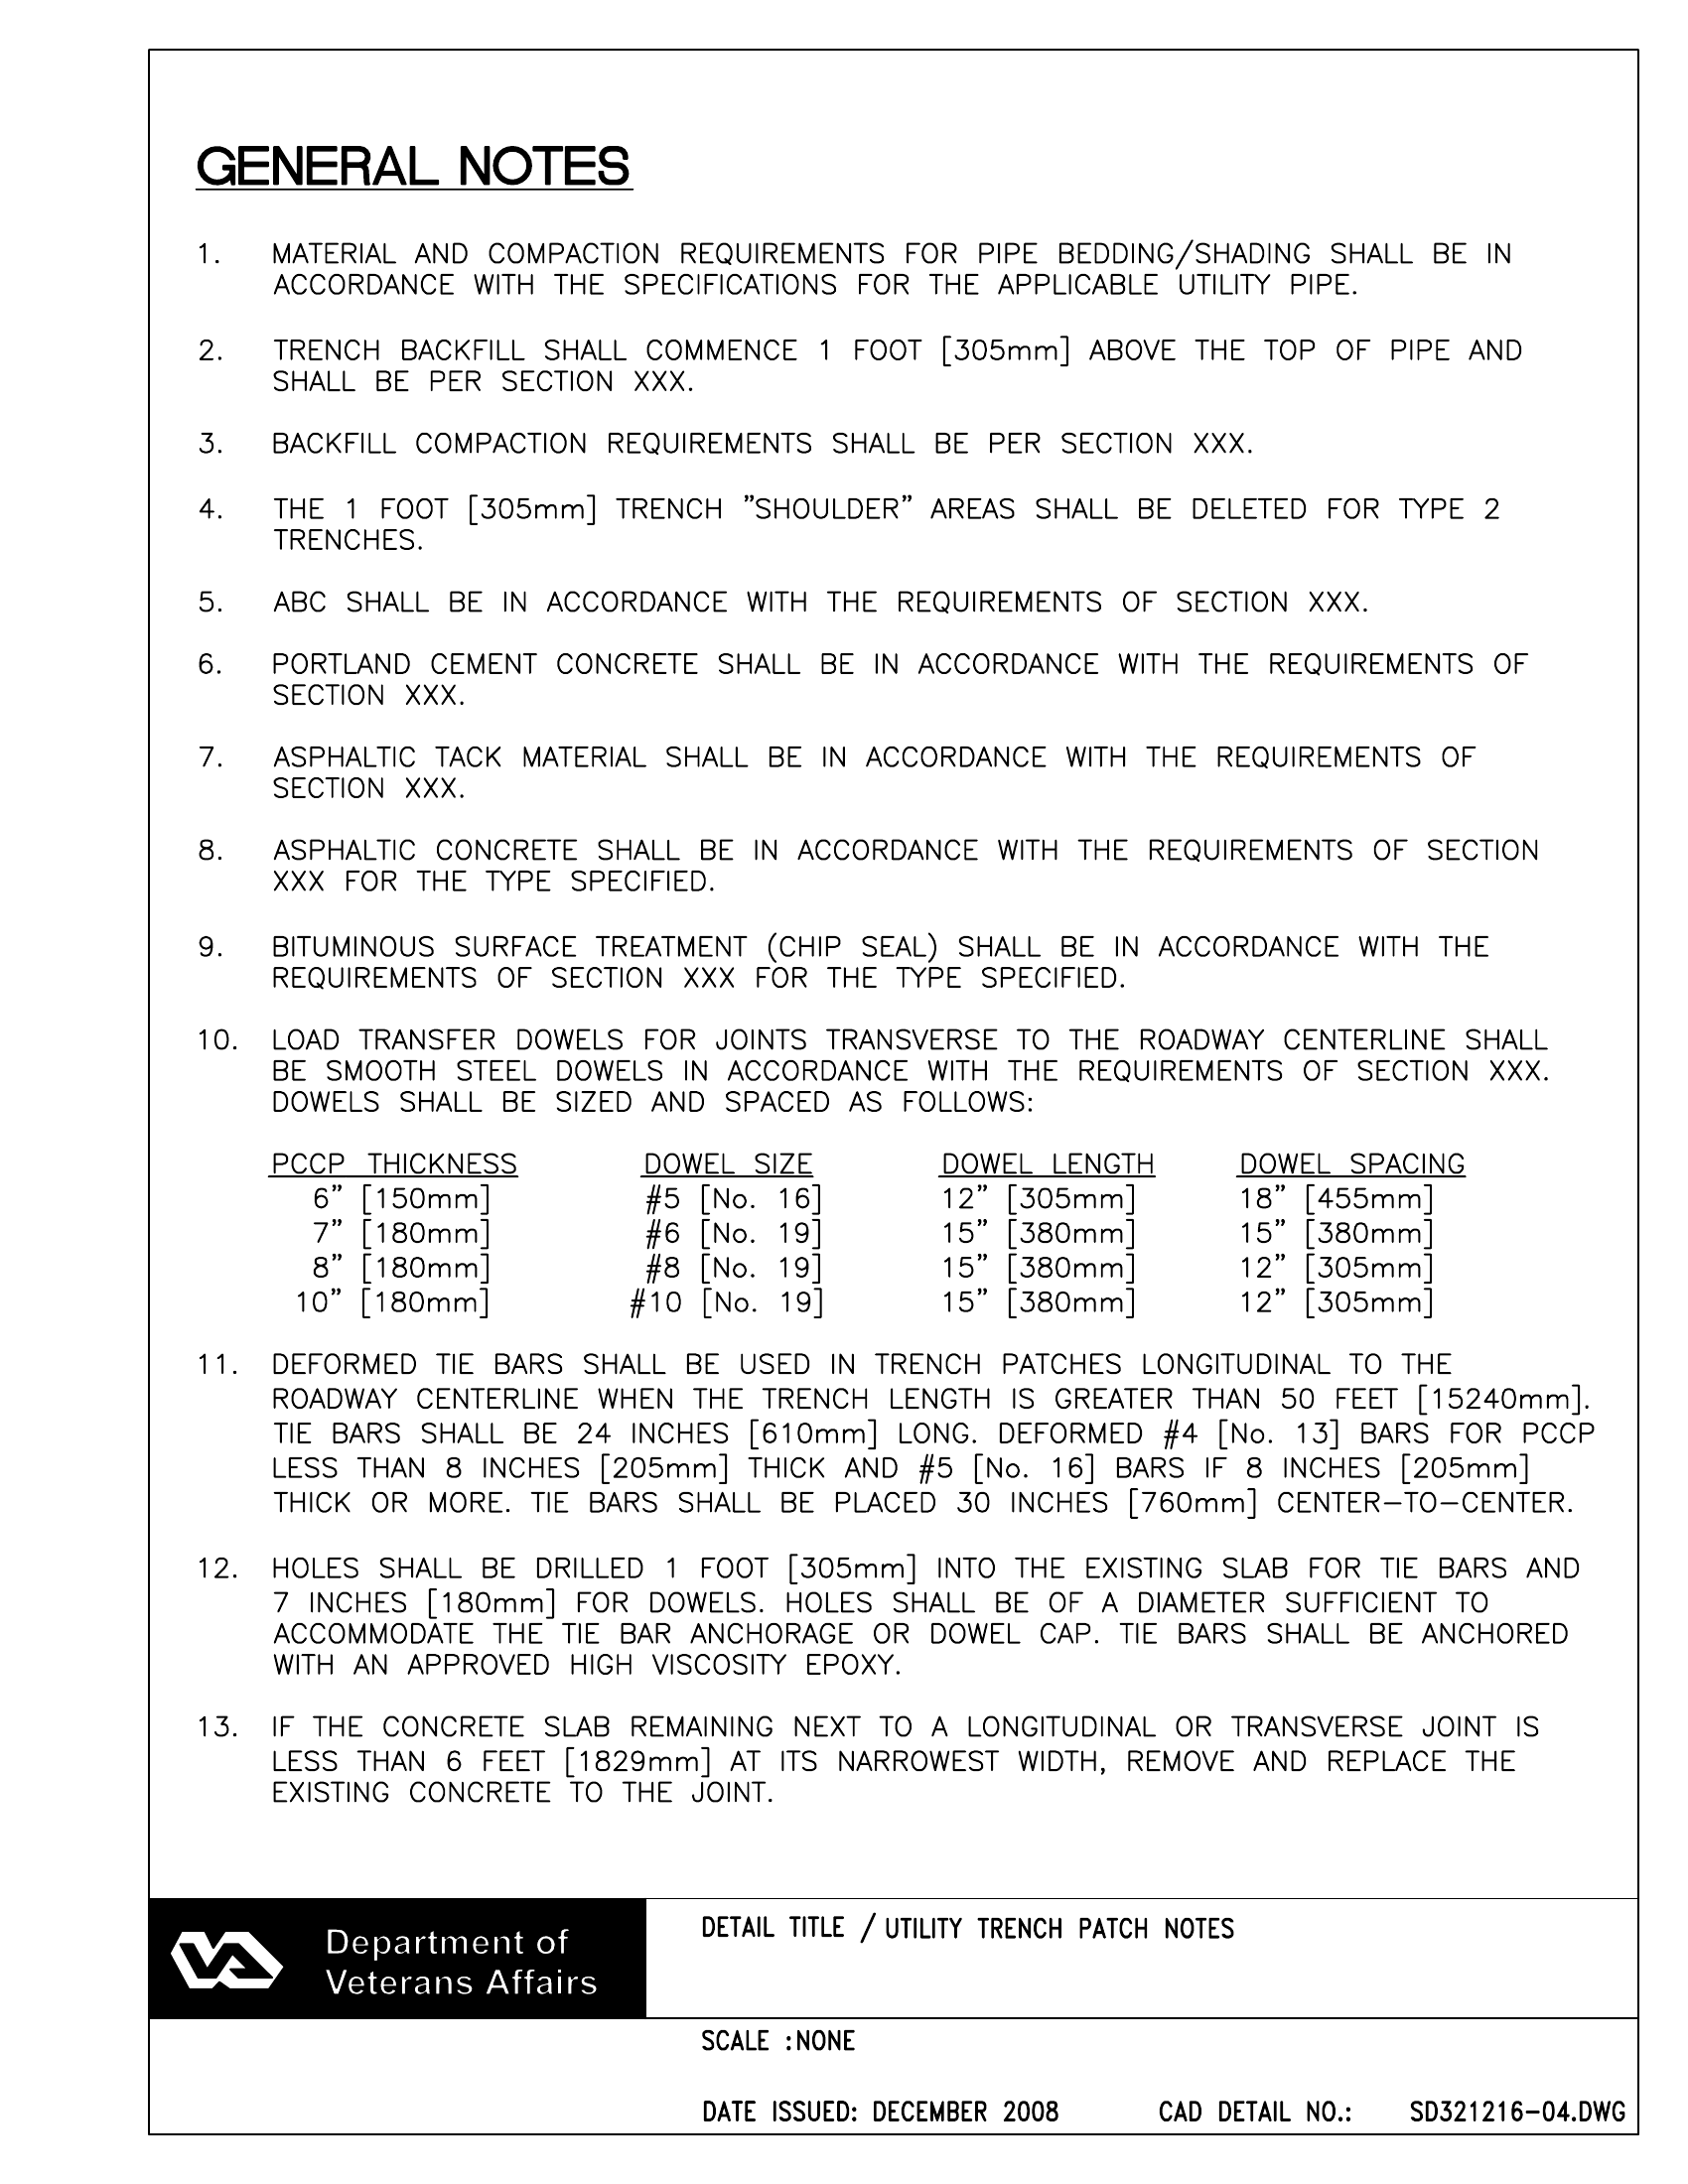 GENERAL NOTES
1. MATERIAL AND COMPACTION REQUIREMENTS FOR PIPE BEDDING/SHADING SHALL BE IN
ACCORDANCE WITH THE SPECIFICATIONS FOR THE APPLICABLE UTILITY PIPE.
2. TRENCH BACKFILL SHALL COMMENCE 1 FOOT [305mm] ABOVE THE TOP OF PIPE AND
SHALL BE PER SECTION XXX.
3. BACKFILL COMPACTION REQUIREMENTS SHALL BE PER SECTION XXX.
4. THE 1 FOOT [305mm] TRENCH "SHOULDER" AREAS SHALL BE DELETED FOR TYPE 2
TRENCHES.
5. ABC SHALL BE IN ACCORDANCE WITH THE REQUIREMENTS OF SECTION XXX.
6. PORTLAND CEMENT CONCRETE SHALL BE IN ACCORDANCE WITH THE REQUIREMENTS OF
SECTION XXX.
7. ASPHALTIC TACK MATERIAL SHALL BE IN ACCORDANCE WITH THE REQUIREMENTS OF
SECTION XXX.
8. ASPHALTIC CONCRETE SHALL BE IN ACCORDANCE WITH THE REQUIREMENTS OF SECTION
XXX FOR THE TYPE SPECIFIED.
9. BITUMINOUS SURFACE TREATMENT (CHIP SEAL) SHALL BE IN ACCORDANCE WITH THE
REQUIREMENTS OF SECTION XXX FOR THE TYPE SPECIFIED.
10. LOAD TRANSFER DOWELS FOR JOINTS TRANSVERSE TO THE ROADWAY CENTERLINE SHALL
BE SMOOTH STEEL DOWELS IN ACCORDANCE WITH THE REQUIREMENTS OF SECTION XXX.
DOWELS SHALL BE SIZED AND SPACED AS FOLLOWS:
PCCP THICKNESS DOWEL SIZE DOWEL LENGTH DOWEL SPACING
6" [150mm] #5 [No. 16] 12" [305mm] 18" [455mm]
7" [180mm] #6 [No. 19] 15" [380mm] 15" [380mm]
8" [180mm] #8 [No. 19] 15" [380mm] 12" [305mm]
10" [180mm] #10 [No. 19] 15" [380mm] 12" [305mm]
11. DEFORMED TIE BARS SHALL BE USED IN TRENCH PATCHES LONGITUDINAL TO THE
ROADWAY CENTERLINE WHEN THE TRENCH LENGTH IS GREATER THAN 50 FEET [15240mm].
TIE BARS SHALL BE 24 INCHES [610mm] LONG. DEFORMED #4 [No. 13] BARS FOR PCCP
LESS THAN 8 INCHES [205mm] THICK AND #5 [No. 16] BARS IF 8 INCHES [205mm]
THICK OR MORE. TIE BARS SHALL BE PLACED 30 INCHES [760mm] CENTER-TO-CENTER.
12. HOLES SHALL BE DRILLED 1 FOOT [305mm] INTO THE EXISTING SLAB FOR TIE BARS AND
7 INCHES [180mm] FOR DOWELS. HOLES SHALL BE OF A DIAMETER SUFFICIENT TO
ACCOMMODATE THE TIE BAR ANCHORAGE OR DOWEL CAP. TIE BARS SHALL BE ANCHORED
WITH AN APPROVED HIGH VISCOSITY EPOXY.
13. IF THE CONCRETE SLAB REMAINING NEXT TO A LONGITUDINAL OR TRANSVERSE JOINT IS
LESS THAN 6 FEET [1829mm] AT ITS NARROWEST WIDTH, REMOVE AND REPLACE THE
EXISTING CONCRETE TO THE JOINT.
VA
Department of
Veterans Affairs
DETAIL TITLE / UTILITY TRENCH PATCH NOTES
SCALE :NONE
DATE ISSUED: DECEMBER 2008 CAD DETAIL NO.: SD321216-04.DWG